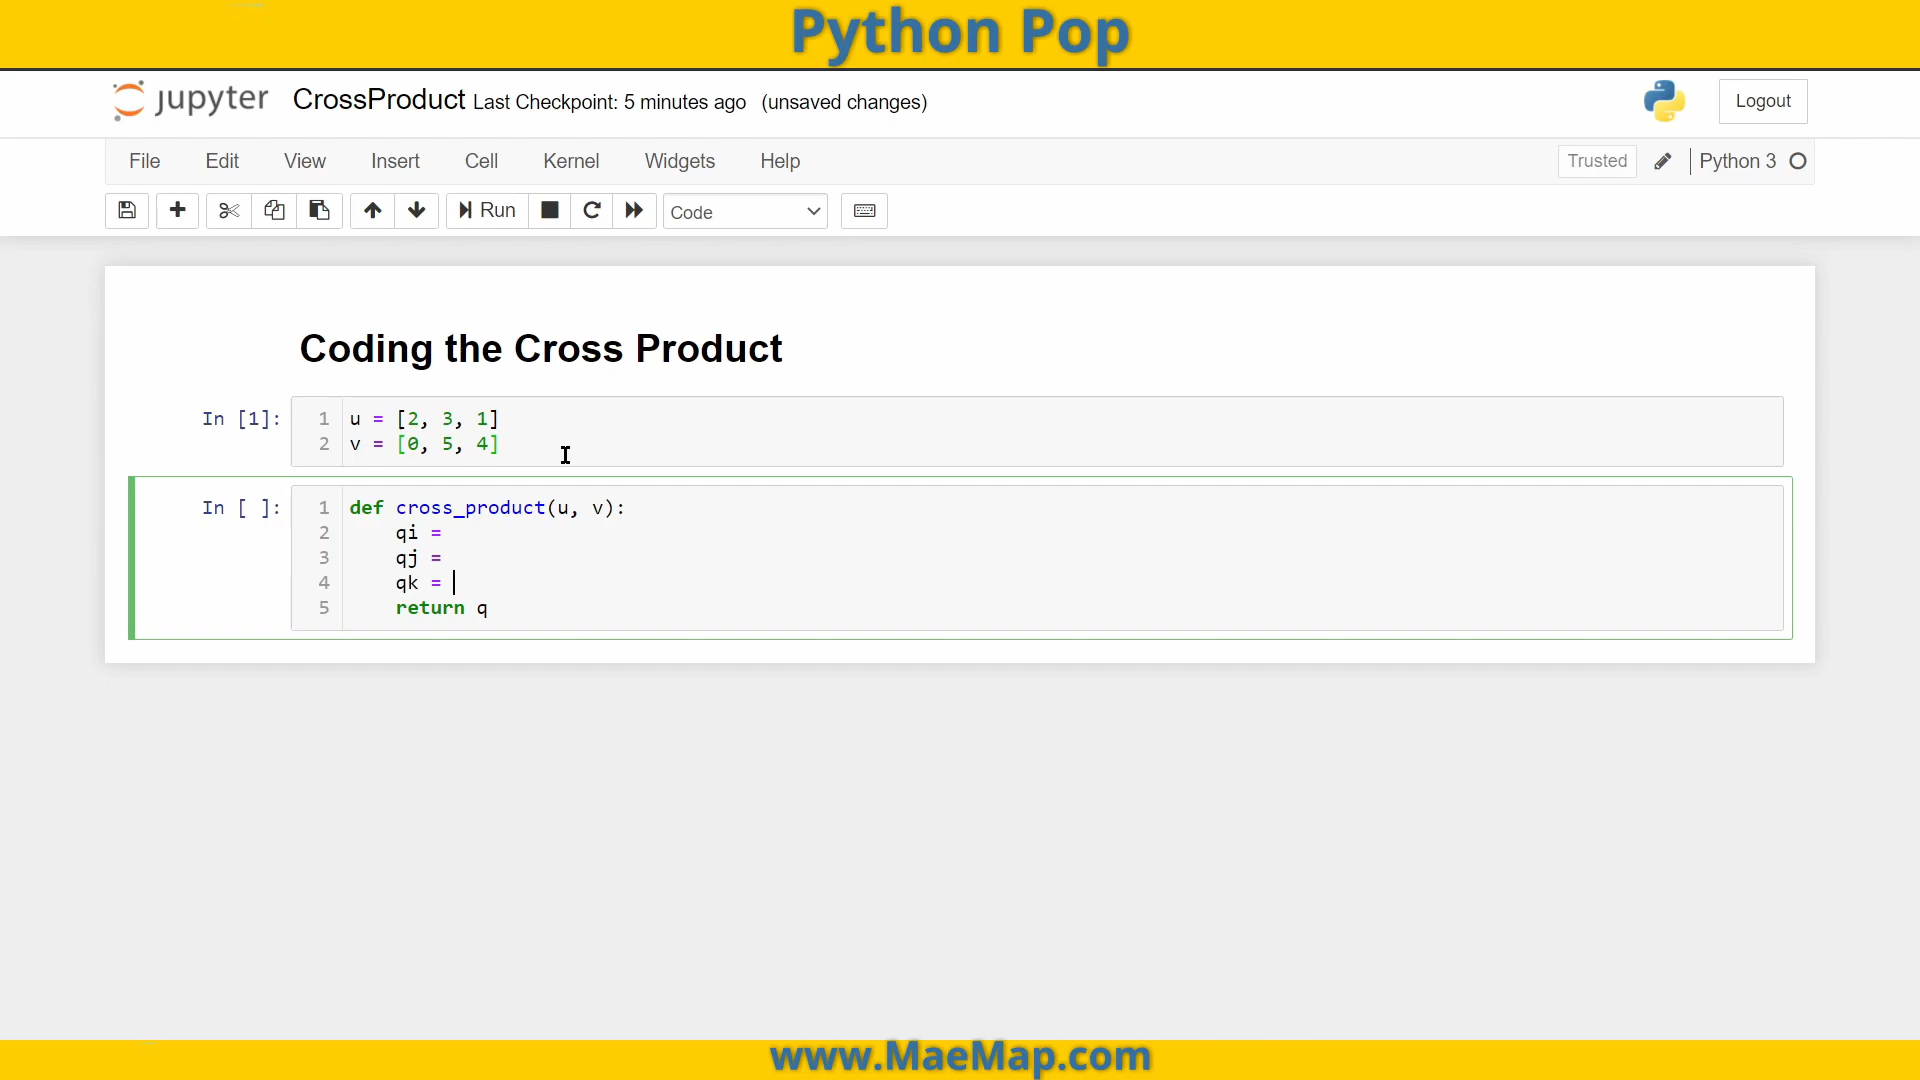 Python Pop
jupyter CrossProduct Last Checkpoint: 5 minutes ago (unsaved changes) Logout
File Edit View Insert Cell Kernel Widgets Help Trusted Python 3
Run Code
Coding the Cross Product
In [1]: 1 u = [2, 3, 1]
2 v = [0, 5, 4]
In [ ]: 1 def cross_product(u, v):
2 qi =
3 qj =
4 qk =
5 return q
www.MaeMap.com